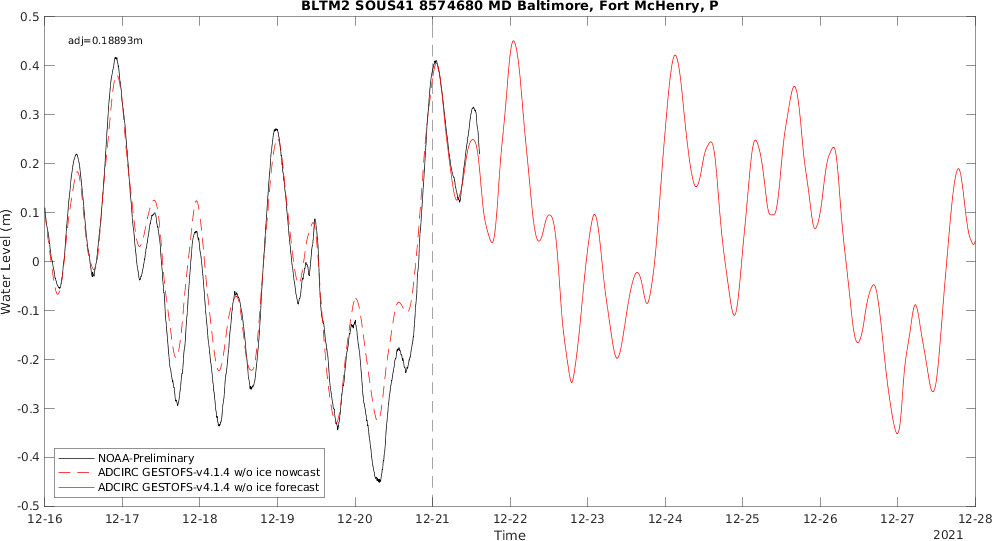 BLTM2 SOUS41 8574680 MD Baltimore, Fort McHenry, P
adj=0.18893m
0.5
0.4
0.3
0.2
0.1
0
-0.1
-0.2
-0.3
-0.4
-0.5
Water Level (m)
NOAA-Preliminary
ADCIRC GESTOFS-v4.1.4 w/o ice nowcast
ADCIRC GESTOFS-v4.1.4 w/o ice forecast
12-16 12-17 12-18 12-19 12-20 12-21 12-22 12-23 12-24 12-25 12-26 12-27 12-28
Time
2021